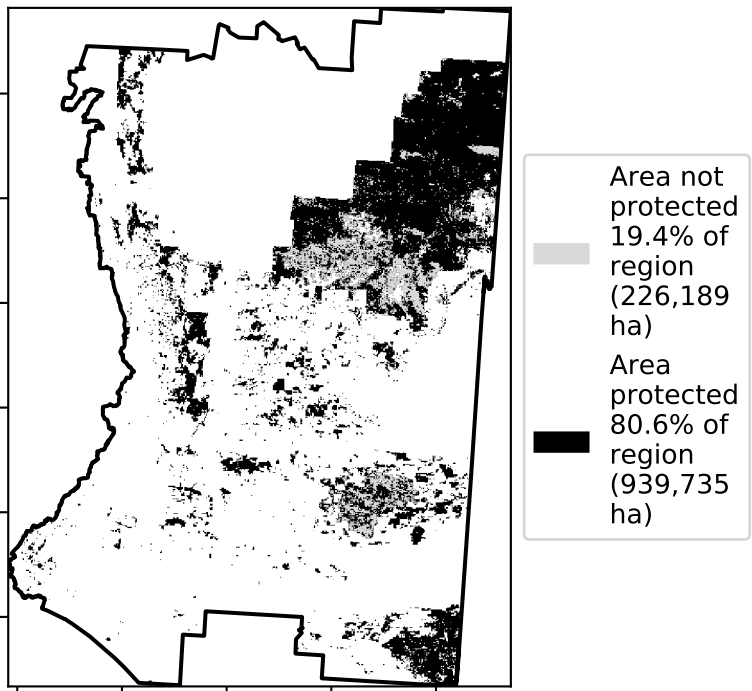 Area not
protected
19.4% of
region
(226,189
ha)
Area
protected
80.6% of
region
(939,735
ha)